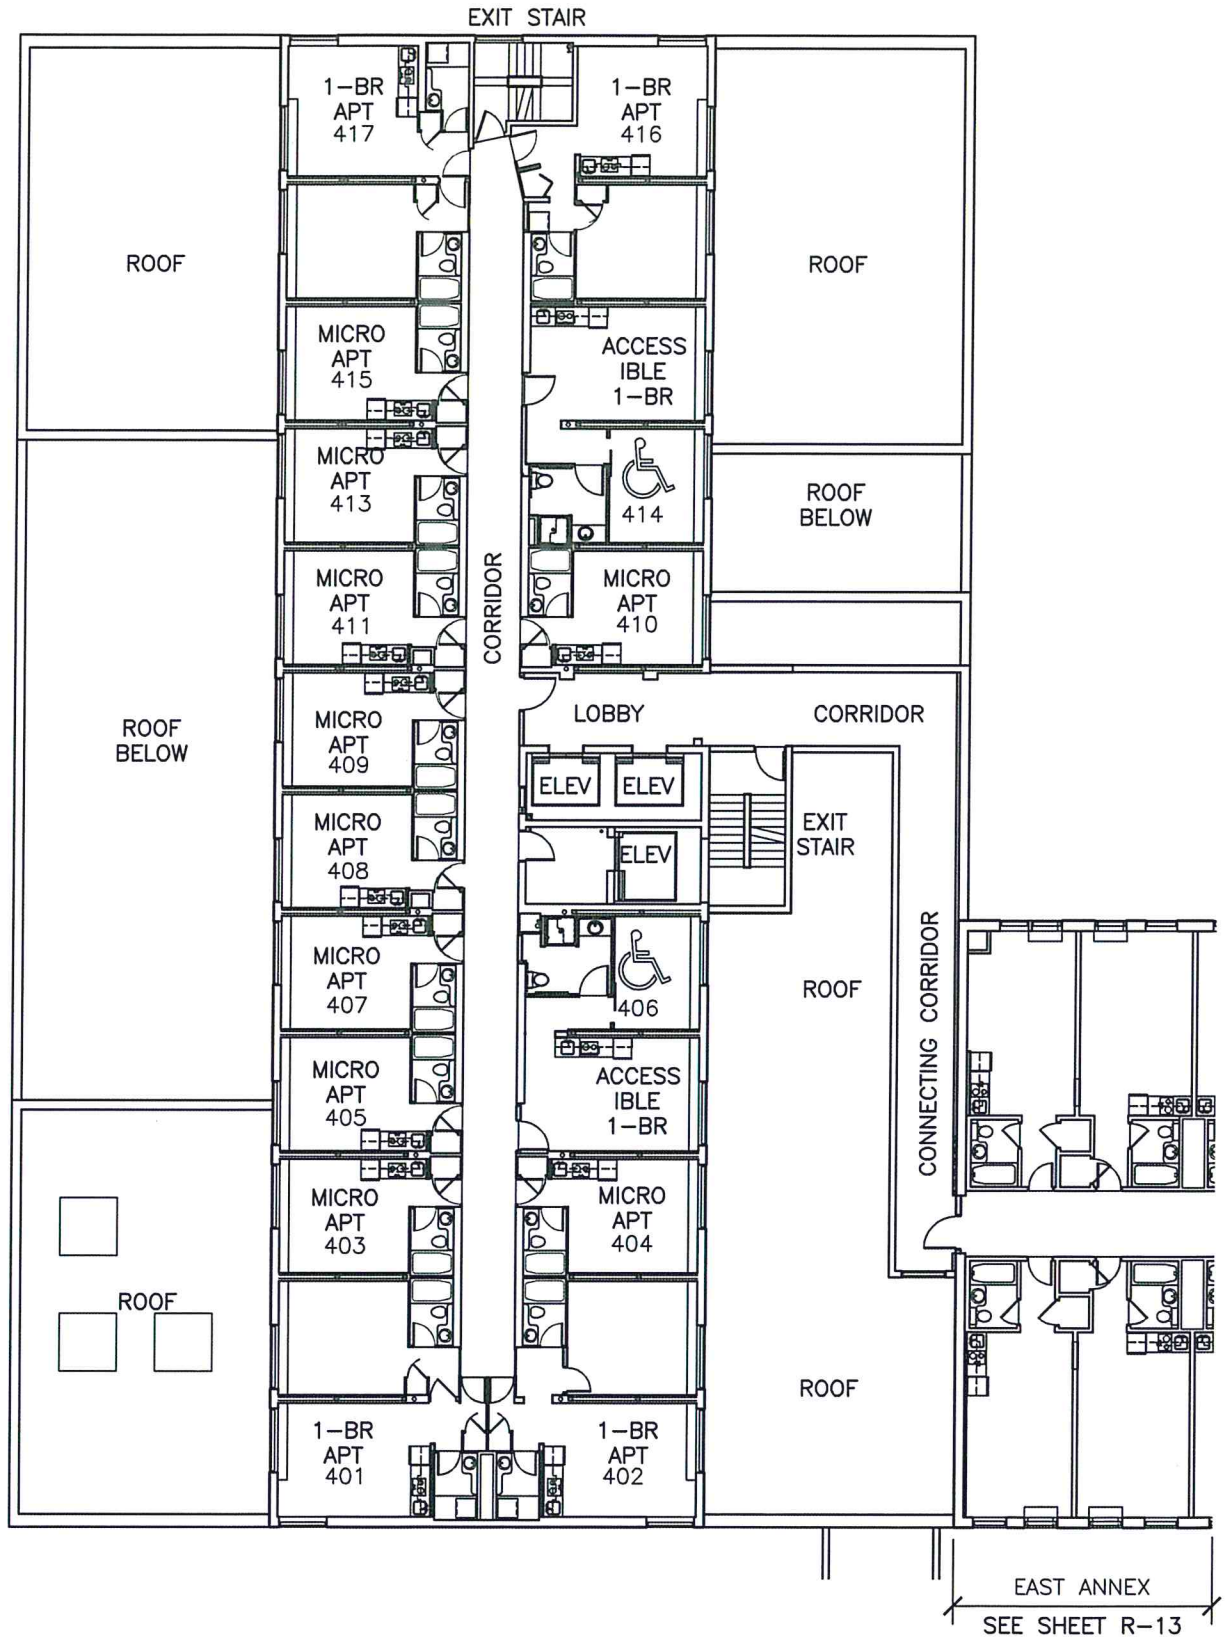 EXIT STAIR
1-BR
APT
417
1-BR
APT
416
ROOF
ROOF
MICRO
APT
415
ACCESS
IBLE
1-BR
MICRO
APT
413
414
ROOF
BELOW
MICRO
APT
411
CORRIDOR
MICRO
APT
410
ROOF
BELOW
MICRO
APT
409
LOBBY
CORRIDOR
ELEV
ELEV
MICRO
APT
408
ELEV
EXIT
STAIR
MICRO
APT
407
406
ROOF
CONNECTING CORRIDOR
MICRO
APT
405
ACCESS
IBLE
1-BR
MICRO
APT
403
MICRO
APT
404
ROOF
ROOF
1-BR
APT
401
1-BR
APT
402
EAST ANNEX
SEE SHEET R-13